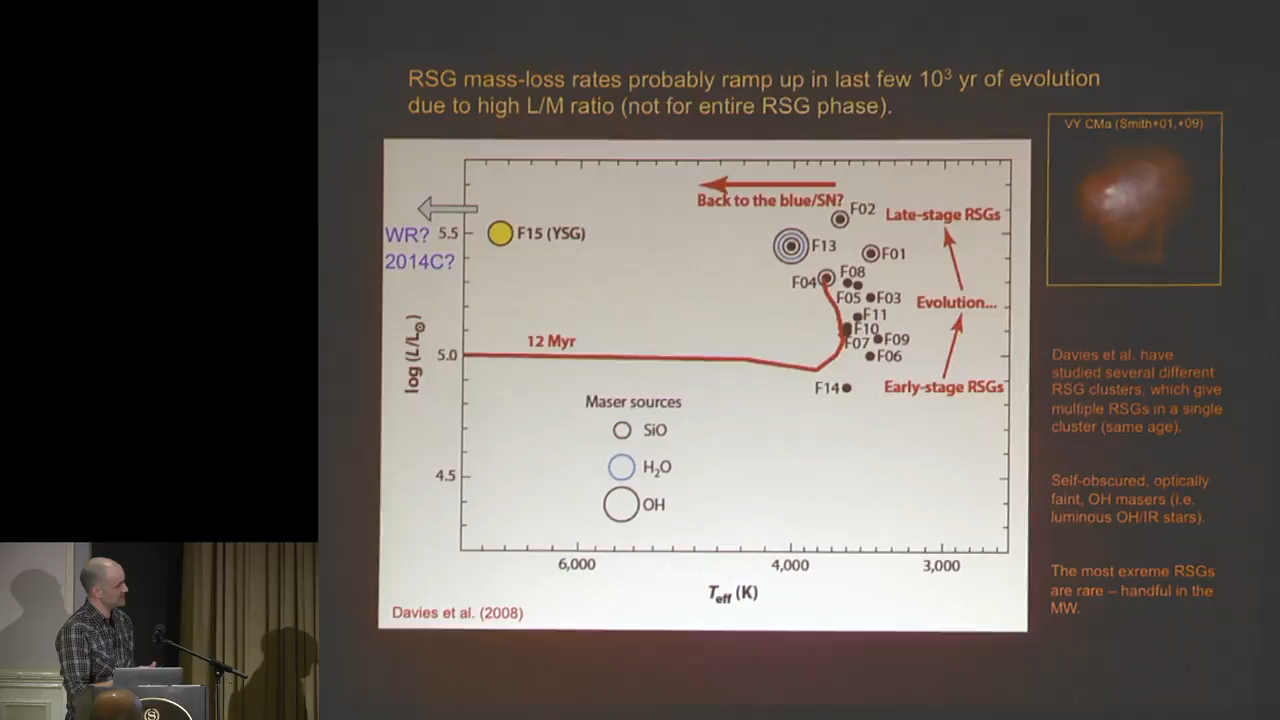 RSG mass-loss rates probably ramp up in last few 10³ yr of evolution
due to high L/M ratio (not for entire RSG phase).
VY CMa (Smith+01,+09)
Back to the blue/SN?
F02
Late-stage RSGs
WR?
2014C?
5.5
F15 (YSG)
F13
F01
F04
F08
F05
F03
Evolution...
F11
F10
F07
F09
F06
12 Myr
5.0
log (L/L⊙)
F14
Early-stage RSGs
Maser sources
SiO
H₂O
OH
4.5
6,000
4,000
3,000
Teff (K)
Davies et al. (2008)
Davies et al. have
studied several different
RSG clusters, which give
multiple RSGs in a single
cluster (same age).
Self-obscured, optically
faint, OH masers (i.e.
luminous OH/IR stars).
The most exreme RSGs
are rare – handful in the
MW.